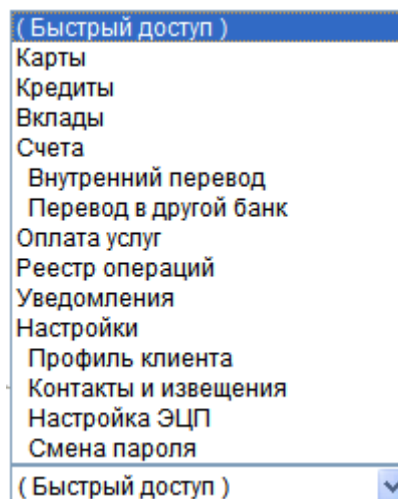 ( Быстрый доступ )
Карты
Кредиты
Вклады
Счета
Внутренний перевод
Перевод в другой банк
Оплата услуг
Реестр операций
Уведомления
Настройки
Профиль клиента
Контакты и извещения
Настройка ЭЦП
Смена пароля
( Быстрый доступ )